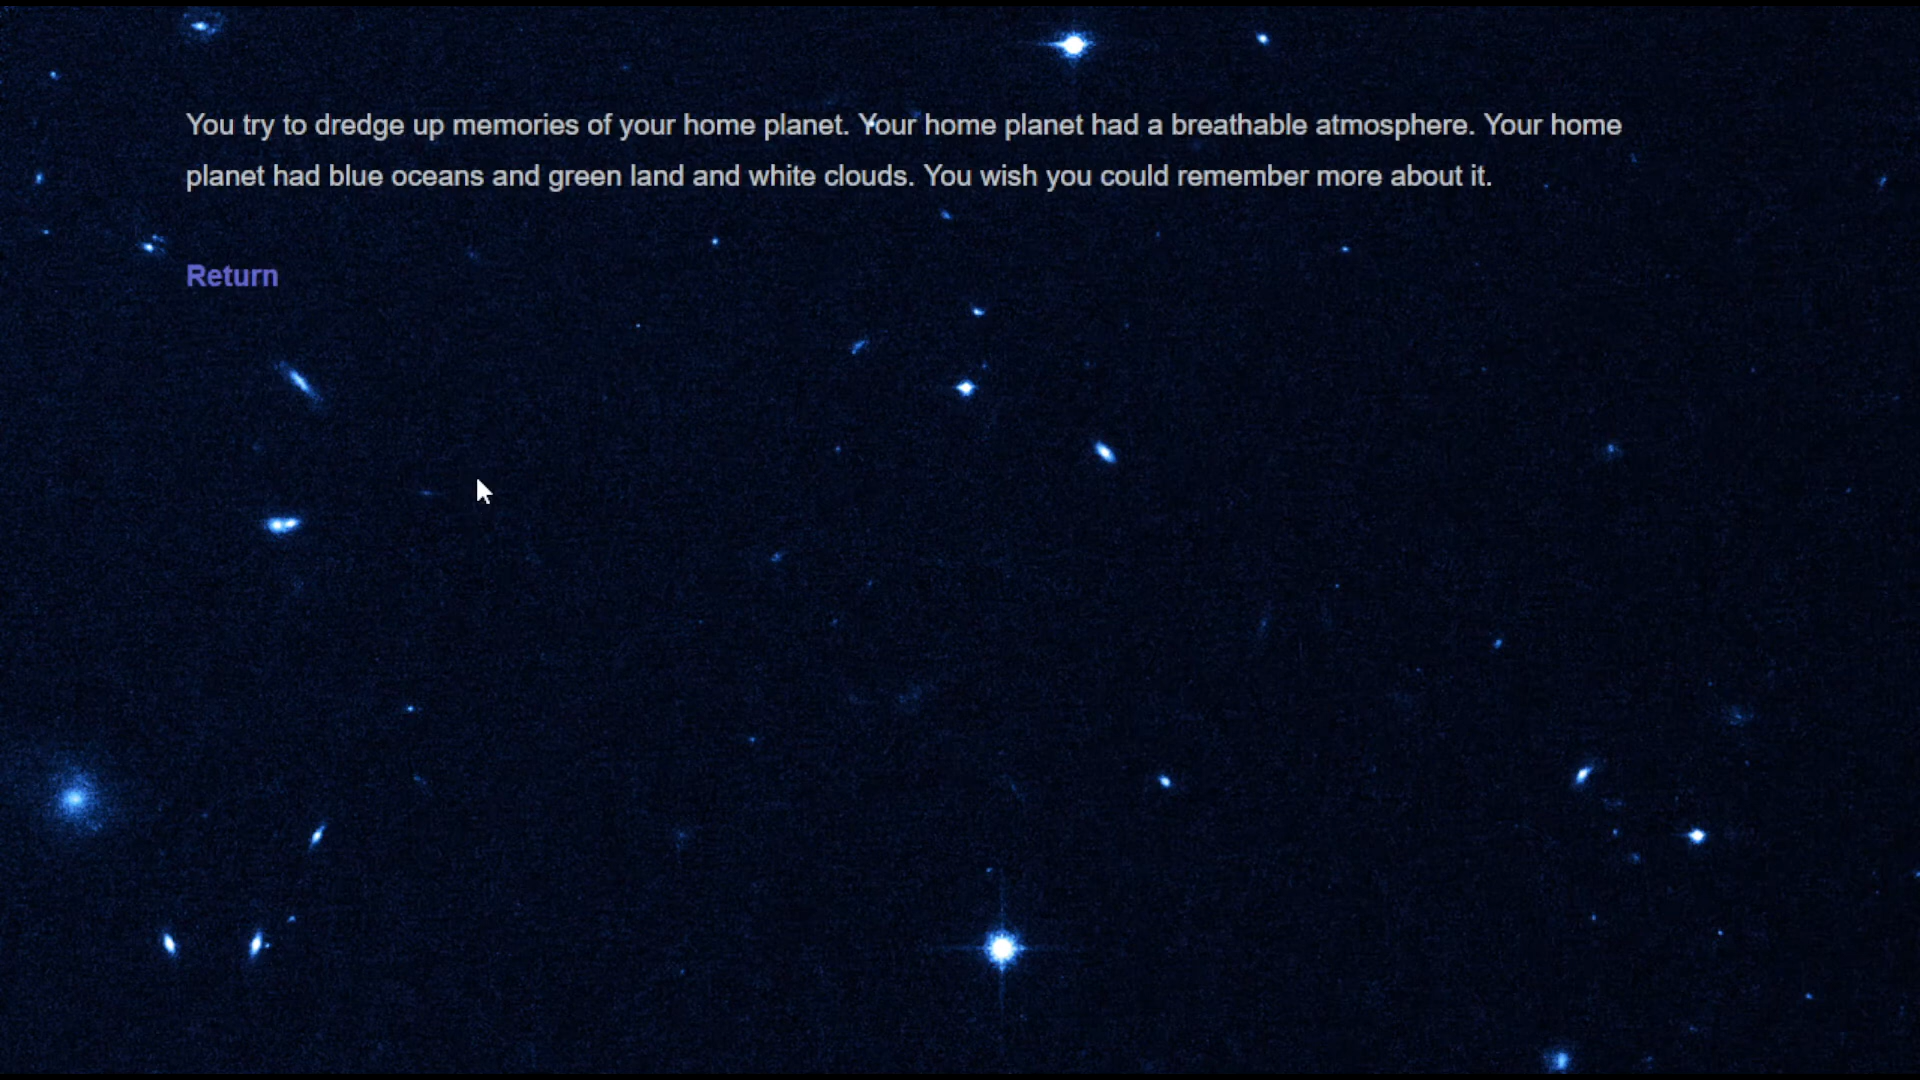 You try to dredge up memories of your home planet. Your home planet had a breathable atmosphere. Your home
planet had blue oceans and green land and white clouds. You wish you could remember more about it.
Return